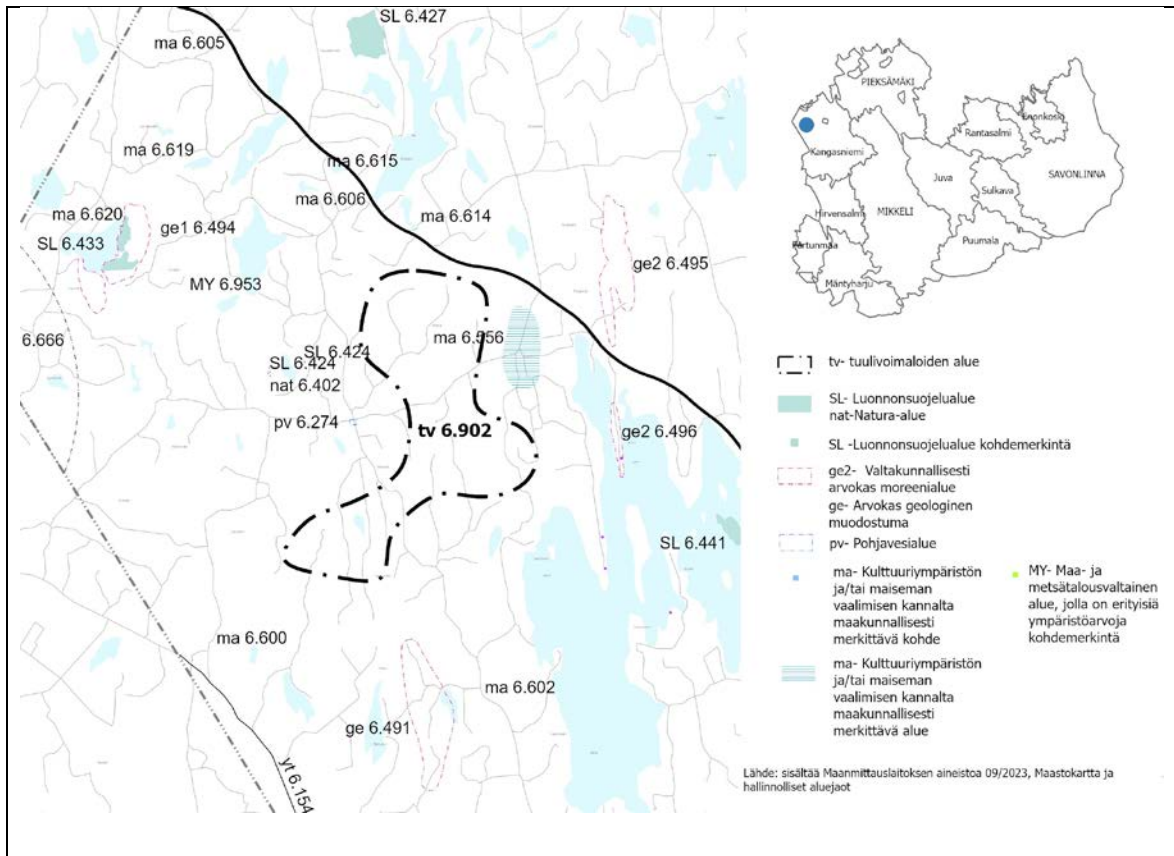 SL 6.427
ma 6.605
ma 6.619
ma 6.615
ma 6.606
ma 6.620
ge1 6.494
ma 6.614
SL 6.433
ge2 6.495
MY 6.953
6.666
ma 6.556
SL 6.424
SL 6.424
nat 6.402
pv 6.274
tv 6.902
ge2 6.496
SL 6.441
ma 6.600
ma 6.602
ge 6.491
yt 6.154
PIEKSÄMÄKI
Enonkoski
Rantasalmi
Kangasniemi
SAVONLINNA
Juva
Sulkava
MIKKELI
Hirvensalmi
Puumala
Pertunmaa
Mäntyharju
tv- tuulivoimaloiden alue
SL- Luonnonsuojelualue
nat-Natura-alue
SL -Luonnonsuojelualue kohdemerkintä
ge2- Valtakunnallisesti
arvokas moreenialue
ge- Arvokas geologinen
muodostuma
pv- Pohjavesialue
ma- Kulttuuriympäristön
ja/tai maiseman
vaalimisen kannalta
maakunnallisesti
merkittävä kohde
MY- Maa- ja
metsätalousvaltainen
alue, jolla on erityisiä
ympäristöarvoja
kohdemerkintä
ma- Kulttuuriympäristön
ja/tai maiseman
vaalimisen kannalta
maakunnallisesti
merkittävä alue
Lähde: sisältää Maanmittauslaitoksen aineistoa 09/2023, Maastokartta ja
hallinnolliset aluejaot